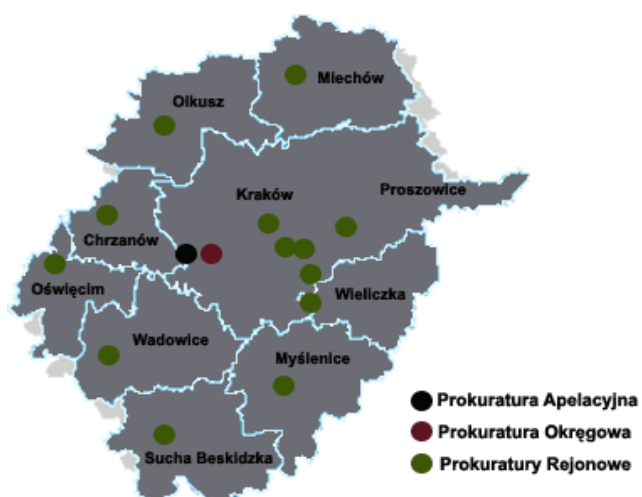 Miechów
Olkusz
Proszowice
Kraków
Chrzanów
Oświęcim
Wieliczka
Wadowice
Myślenice
Sucha Beskidzka
Prokuratura Apelacyjna
Prokuratura Okręgowa
Prokuratury Rejonowe